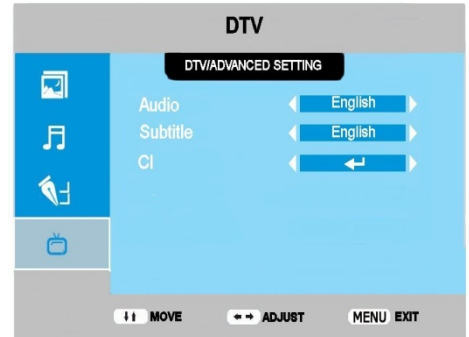 DTV
DTV/ADVANCED SETTING
Audio English
Subtitle English
CI
MOVE ADJUST MENU EXIT